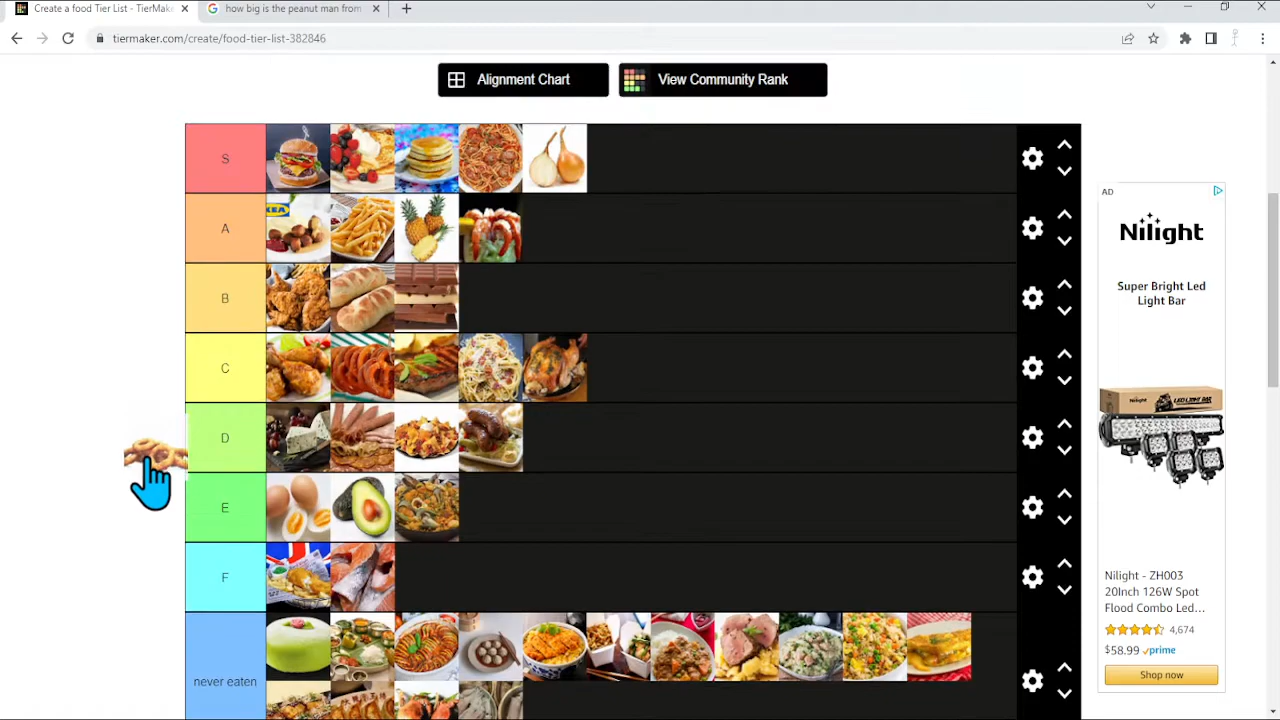 Create a food Tier List - TierMake
how big is the peanut man from
tiermaker.com/create/food-tier-list-382846
Alignment Chart
View Community Rank
S
A
IKEA
B
C
D
E
F
never eaten
AD
Nilight
Super Bright Led
Light Bar
Nilight - ZH003
20Inch 126W Spot
Flood Combo Led...
4,674
$58.99 prime
Shop now